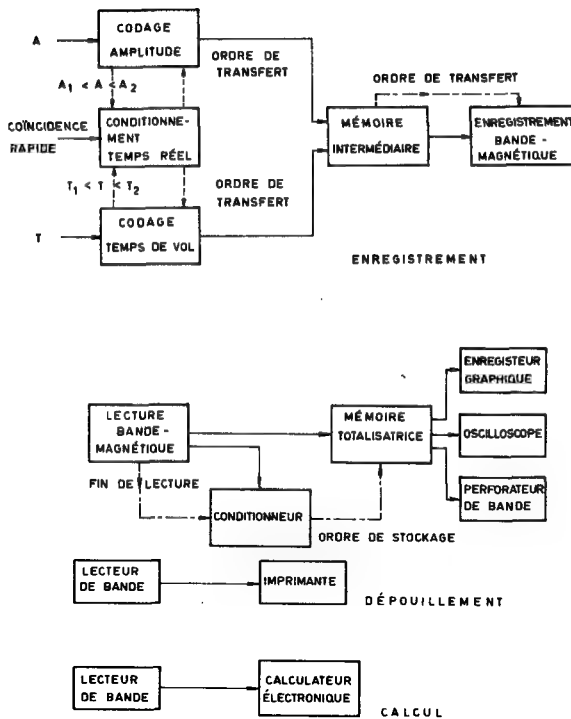 A
CODAGE
AMPLITUDE
ORDRE DE
TRANSFERT
A₁ < A < A₂
COÏNCIDENCE
RAPIDE
CONDITIONNE-
MENT
TEMPS RÉEL
T₁ < T < T₂
ORDRE DE
TRANSFERT
T
CODAGE
TEMPS DE VOL
ORDRE DE TRANSFERT
MÉMOIRE
INTERMÉDIAIRE
ENREGISTREMENT
BANDE-
MAGNÉTIQUE
ENREGISTREMENT
LECTURE
BANDE-
MAGNÉTIQUE
MÉMOIRE
TOTALISATRICE
ENREGISTEUR
GRAPHIQUE
OSCILLOSCOPE
PERFORATEUR
DE BANDE
FIN DE LECTURE
CONDITIONNEUR
ORDRE DE STOCKAGE
LECTEUR
DE BANDE
IMPRIMANTE
DÉPOUILLEMENT
LECTEUR
DE BANDE
CALCULATEUR
ÉLECTRONIQUE
CALCUL